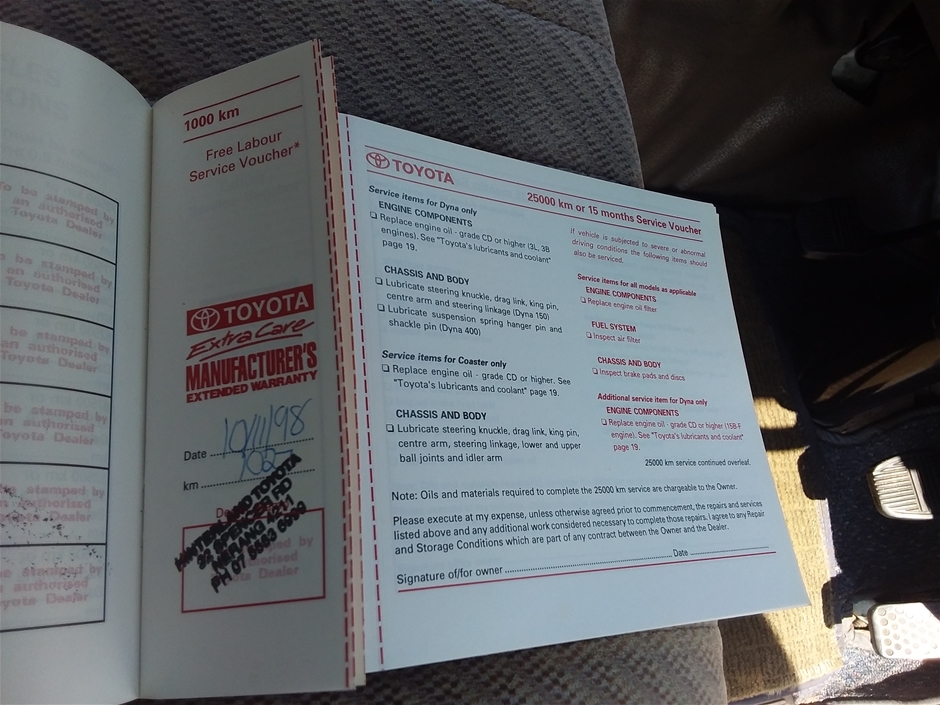 To be stamped by
an authorised
Toyota Dealer
To be stamped by
an authorised
Toyota Dealer
be stamped by
an authorised
Toyota Dealer
be stamped by
an authorized
Toyota Dealer
be stamped by
authorised
Toyota Dealer
be stamped by
authorised
Toyota Dealer
1000 km
Free Labour
Service Voucher*
TOYOTA
Extra Care
MANUFACTURER'S
EXTENDED WARRANTY
Date 10/11/98
km
TOYOTA
NERANG
PH 07
TOYOTA
25000 km or 15 months Service Voucher
Service items for Dyna only
ENGINE COMPONENTS
❑ Replace engine oil - grade CD or higher (3L, 3B
engines). See "Toyota's lubricants and coolant"
page 19.
CHASSIS AND BODY
❑ Lubricate steering knuckle, drag link, king pin,
centre arm and steering linkage (Dyna 150)
❑ Lubricate suspension spring hanger pin and
shackle pin (Dyna 400)
Service items for Coaster only
❑ Replace engine oil - grade CD or higher. See
"Toyota's lubricants and coolant" page 19.
CHASSIS AND BODY
❑ Lubricate steering knuckle, drag link, king pin,
centre arm, steering linkage, lower and upper
ball joints and idler arm
If vehicle is subjected to severe or abnormal
driving conditions the following items should
also be serviced.
Service items for all models as applicable
ENGINE COMPONENTS
❑ Replace engine oil filter
FUEL SYSTEM
❑ Inspect air filter
CHASSIS AND BODY
❑ Inspect brake pads and discs
Additional service item for Dyna only
ENGINE COMPONENTS
❑ Replace engine oil - grade CD or higher (15B-F
engine). See "Toyota's lubricants and coolant"
page 19.
25000 km service continued overleaf.
Note: Oils and materials required to complete the 25000 km service are chargeable to the Owner.
Please execute at my expense, unless otherwise agreed prior to commencement, the repairs and services
listed above and any additional work considered necessary to complete those repairs. I agree to any Repair
and Storage Conditions which are part of any contract between the Owner and the Dealer.
Signature of/for owner Date